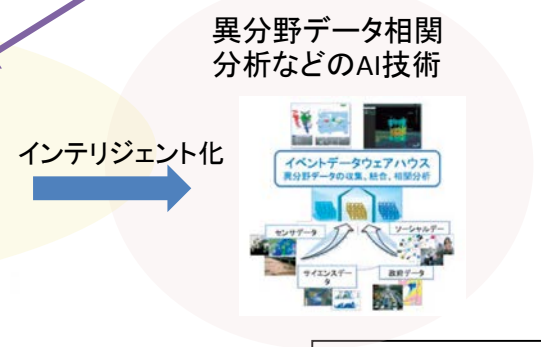 異分野データ相関
分析などのAI技術
インテリジェント化
イベントデータウェアハウス
異分野データの収集、統合、相関分析
センサデータ
ソーシャルデー
サイエンスデー
タ
政府データ